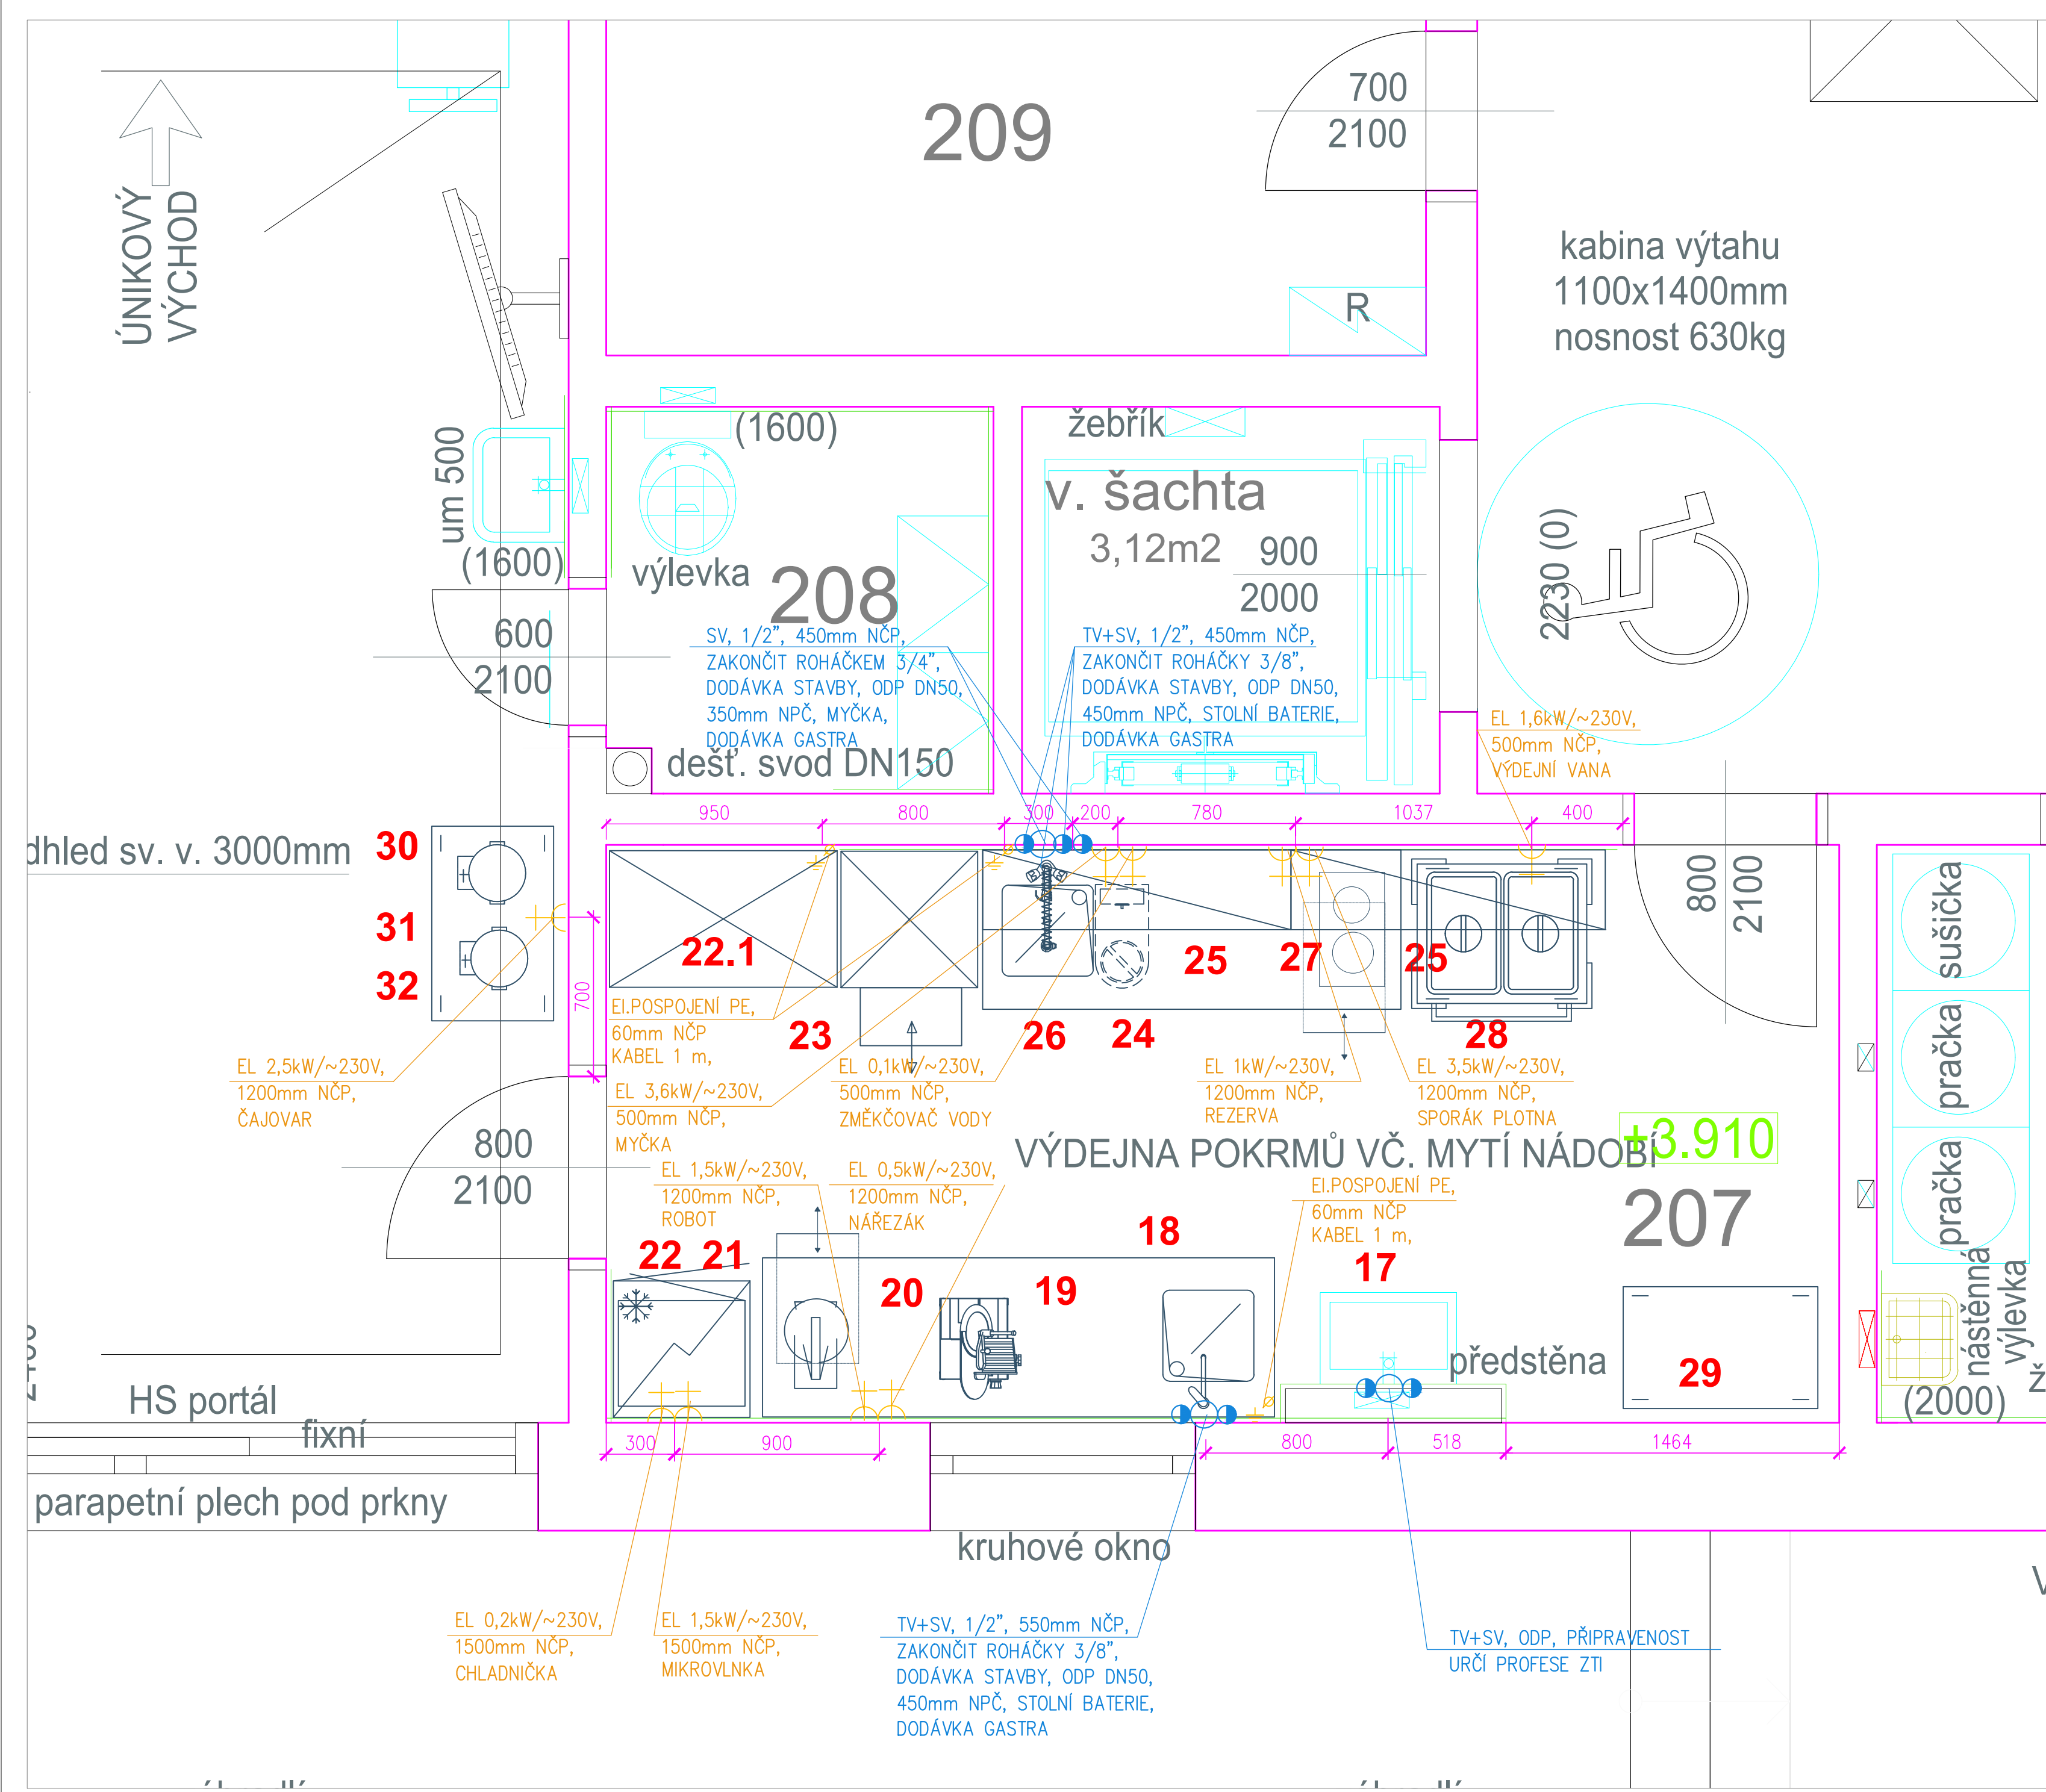 209
700
2100
ÚNIKOVÝ
VÝCHOD
kabina výtahu
1100x1400mm
nosnost 630kg
R
um 500
(1600)
(1600)
výlevka
208
žebřík
v. šachta
3,12m2
900
2000
2230 (0)
600
2100
SV, 1/2", 450mm NČP,
ZAKONČIT ROHÁČKEM 3/4",
DODÁVKA STAVBY, ODP DN50,
350mm NPČ, MYČKA,
DODÁVKA GASTRA
TV+SV, 1/2", 450mm NČP,
ZAKONČIT ROHÁČKY 3/8",
DODÁVKA STAVBY, ODP DN50,
450mm NPČ, STOLNÍ BATERIE,
DODÁVKA GASTRA
EL 1,6kW/~230V,
500mm NČP,
VÝDEJNÍ VANA
dešť. svod DN150
950
800
300
200
780
1037
400
dhled sv. v. 3000mm
30
31
32
700
22.1
25
27
25
800
2100
sušička
pračka
pračka
23
26
24
28
EI.POSPOJENÍ PE,
60mm NČP
KABEL 1 m,
EL 2,5kW/~230V,
1200mm NČP,
ČAJOVAR
EL 3,6kW/~230V,
500mm NČP,
MYČKA
EL 0,1kW/~230V,
500mm NČP,
ZMĚKČOVAČ VODY
EL 1kW/~230V,
1200mm NČP,
REZERVA
EL 3,5kW/~230V,
1200mm NČP,
SPORÁK PLOTNA
+3.910
VÝDEJNA POKRMŮ VČ. MYTÍ NÁDOBÍ
207
800
2100
EL 1,5kW/~230V,
1200mm NČP,
ROBOT
EL 0,5kW/~230V,
1200mm NČP,
NÁŘEZÁK
EI.POSPOJENÍ PE,
60mm NČP
KABEL 1 m,
22
21
18
17
20
19
29
předstěna
nástěnná
výlevka
(2000)
HS portál
fixní
300
900
800
518
1464
parapetní plech pod prkny
kruhové okno
EL 0,2kW/~230V,
1500mm NČP,
CHLADNIČKA
EL 1,5kW/~230V,
1500mm NČP,
MIKROVLNKA
TV+SV, 1/2", 550mm NČP,
ZAKONČIT ROHÁČKY 3/8",
DODÁVKA STAVBY, ODP DN50,
450mm NPČ, STOLNÍ BATERIE,
DODÁVKA GASTRA
TV+SV, ODP, PŘIPRAVENOST
URČÍ PROFESE ZTI